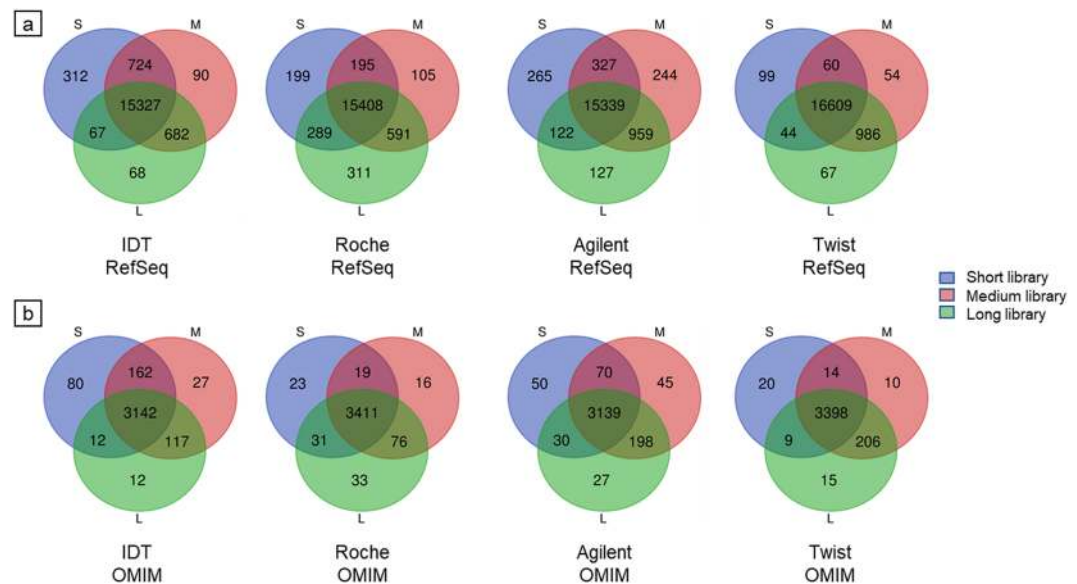 a
S M
312 724 90
15327
67 682
68
L
IDT
RefSeq
S M
199 195 105
15408
289 591
311
L
Roche
RefSeq
S M
265 327 244
15339
122 959
127
L
Agilent
RefSeq
S M
99 60 54
16609
44 986
67
L
Twist
RefSeq
Short library
Medium library
Long library
b
S M
80 162 27
3142
12 117
12
L
IDT
OMIM
S M
23 19 16
3411
31 76
33
L
Roche
OMIM
S M
50 70 45
3139
30 198
27
L
Agilent
OMIM
S M
20 14 10
3398
9 206
15
L
Twist
OMIM